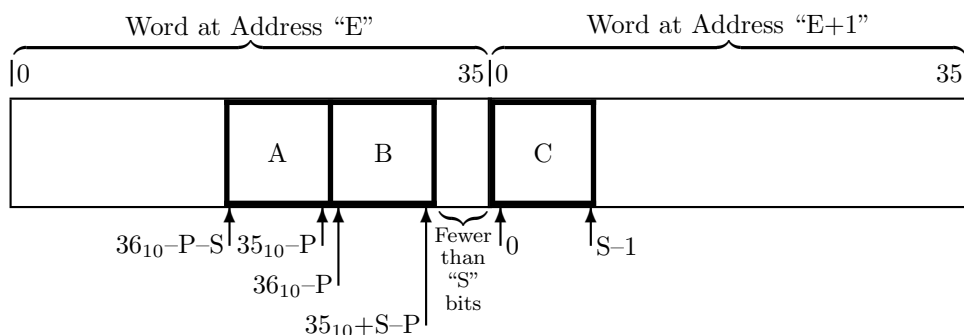 Word at Address “E” Word at Address “E+1”
0 35 0 35
A B C
36₁₀–P–S 35₁₀–P Fewer 0 S–1
than
36₁₀–P “S”
bits
35₁₀+S–P